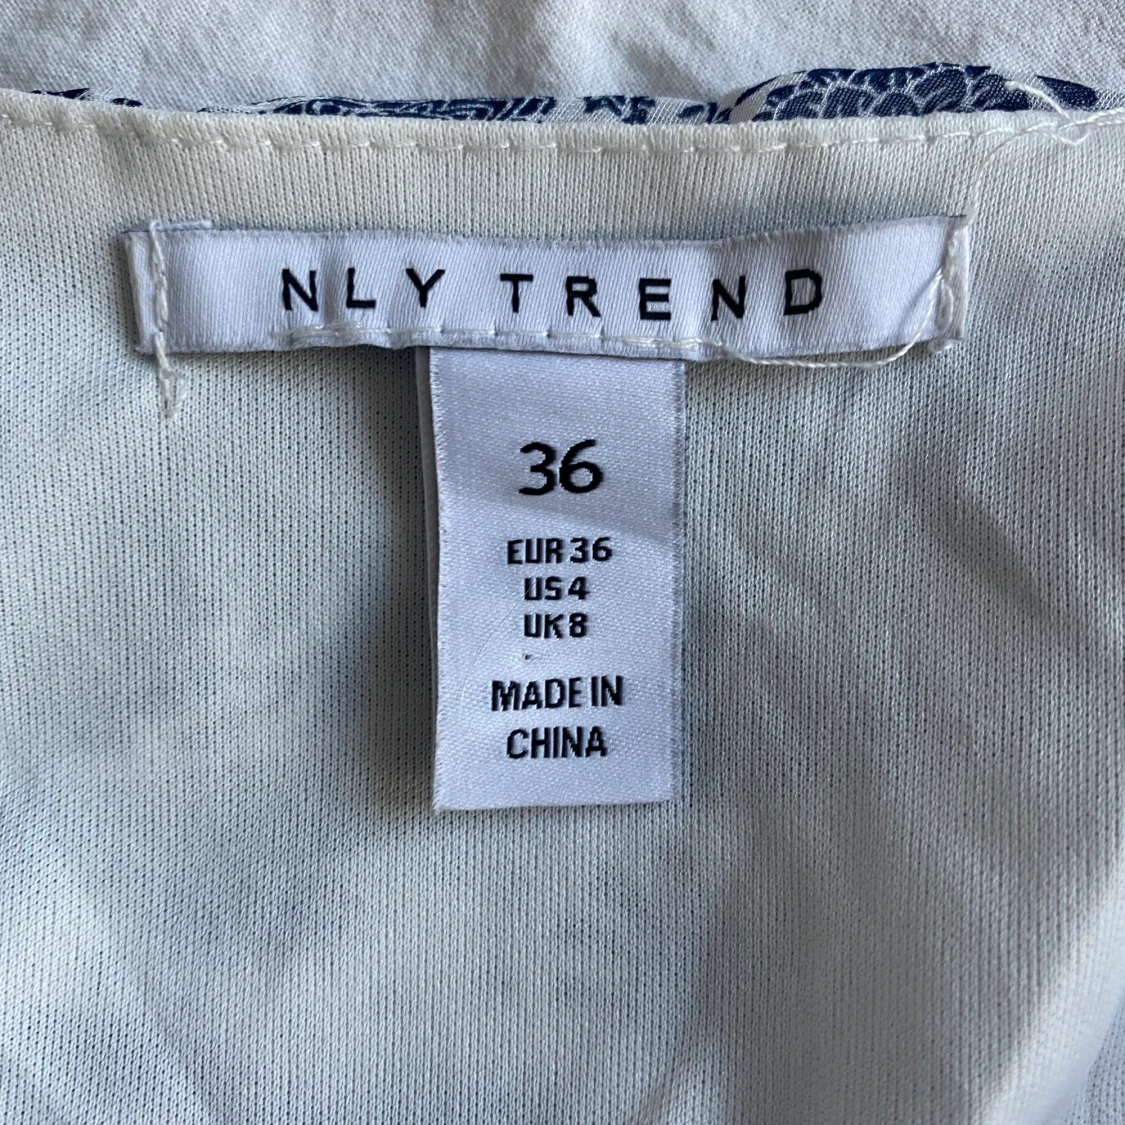 NLY TREND
36
EUR 36
US 4
UK 8
MADE IN
CHINA